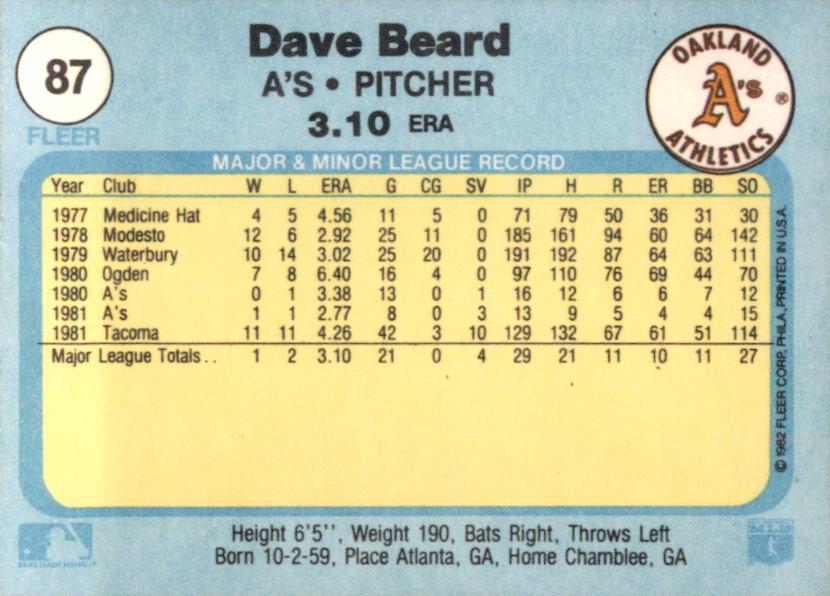 87
FLEER
Dave Beard
A'S • PITCHER
3.10 ERA
OAKLAND
A's ®
ATHLETICS
MAJOR & MINOR LEAGUE RECORD
Year Club W L ERA G CG SV IP H R ER BB SO
1977 Medicine Hat 4 5 4.56 11 5 0 71 79 50 36 31 30
1978 Modesto 12 6 2.92 25 11 0 185 161 94 60 64 142
1979 Waterbury 10 14 3.02 25 20 0 191 192 87 64 63 111
1980 Ogden 7 8 6.40 16 4 0 97 110 76 69 44 70
1980 A's 0 1 3.38 13 0 1 16 12 6 6 7 12
1981 A's 1 1 2.77 8 0 3 13 9 5 4 4 15
1981 Tacoma 11 11 4.26 42 3 10 129 132 67 61 51 114
Major League Totals.. 1 2 3.10 21 0 4 29 21 11 10 11 27
© 1982 FLEER CORP., PHILA., PRINTED IN U.S.A.
Height 6'5'', Weight 190, Bats Right, Throws Left
Born 10-2-59, Place Atlanta, GA, Home Chamblee, GA
MAJOR LEAGUE BASEBALL